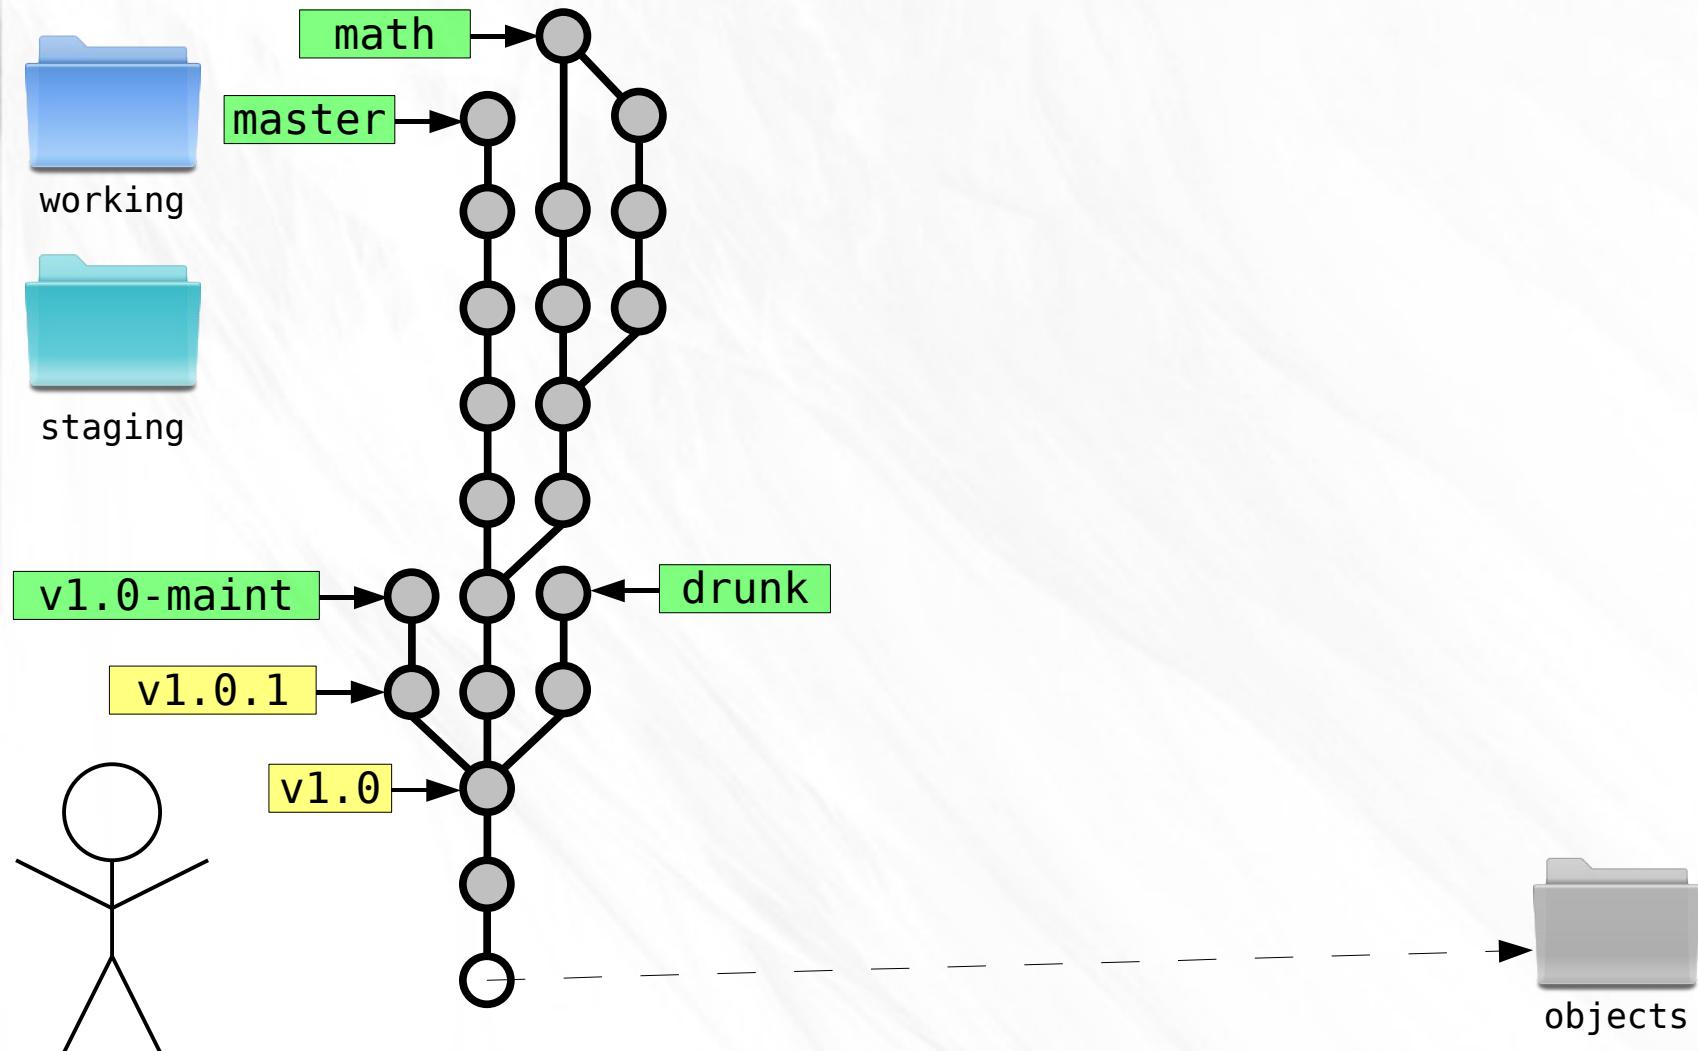 math
master
working
staging
v1.0-maint
drunk
v1.0.1
v1.0
objects